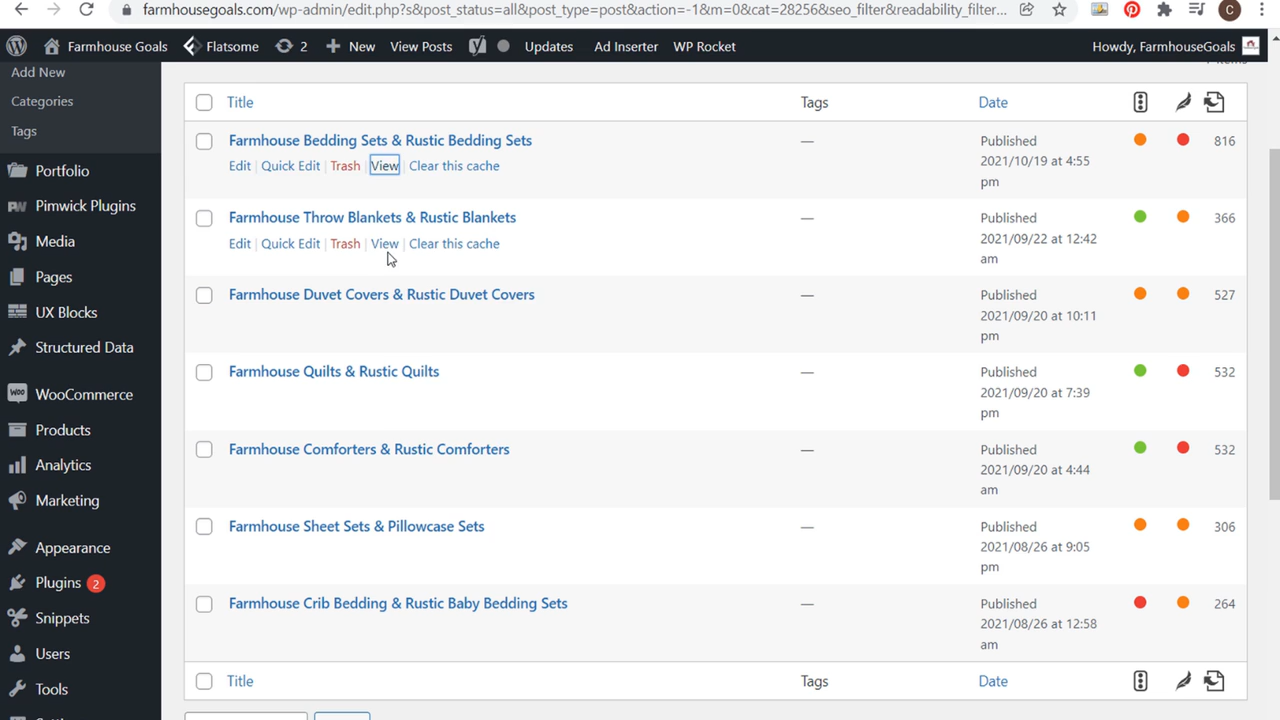 farmhousegoals.com/wp-admin/edit.php?s&post_status=all&post_type=post&action=-1&m=0&cat=28256&seo_filter&readability_filter...
C
Farmhouse Goals
Flatsome
2
New
View Posts
Updates
Ad Inserter
WP Rocket
Howdy, FarmhouseGoals
Add New
Categories
Tags
Portfolio
Pimwick Plugins
Media
Pages
UX Blocks
Structured Data
WooCommerce
Products
Analytics
Marketing
Appearance
Plugins 2
Snippets
Users
Tools
Title Tags Date
Farmhouse Bedding Sets & Rustic Bedding Sets — Published 816
Edit | Quick Edit | Trash | View | Clear this cache 2021/10/19 at 4:55
pm
Farmhouse Throw Blankets & Rustic Blankets — Published 366
Edit | Quick Edit | Trash | View | Clear this cache 2021/09/22 at 12:42
am
Farmhouse Duvet Covers & Rustic Duvet Covers — Published 527
2021/09/20 at 10:11
pm
Farmhouse Quilts & Rustic Quilts — Published 532
2021/09/20 at 7:39
pm
Farmhouse Comforters & Rustic Comforters — Published 532
2021/09/20 at 4:44
am
Farmhouse Sheet Sets & Pillowcase Sets — Published 306
2021/08/26 at 9:05
pm
Farmhouse Crib Bedding & Rustic Baby Bedding Sets — Published 264
2021/08/26 at 12:58
am
Title Tags Date